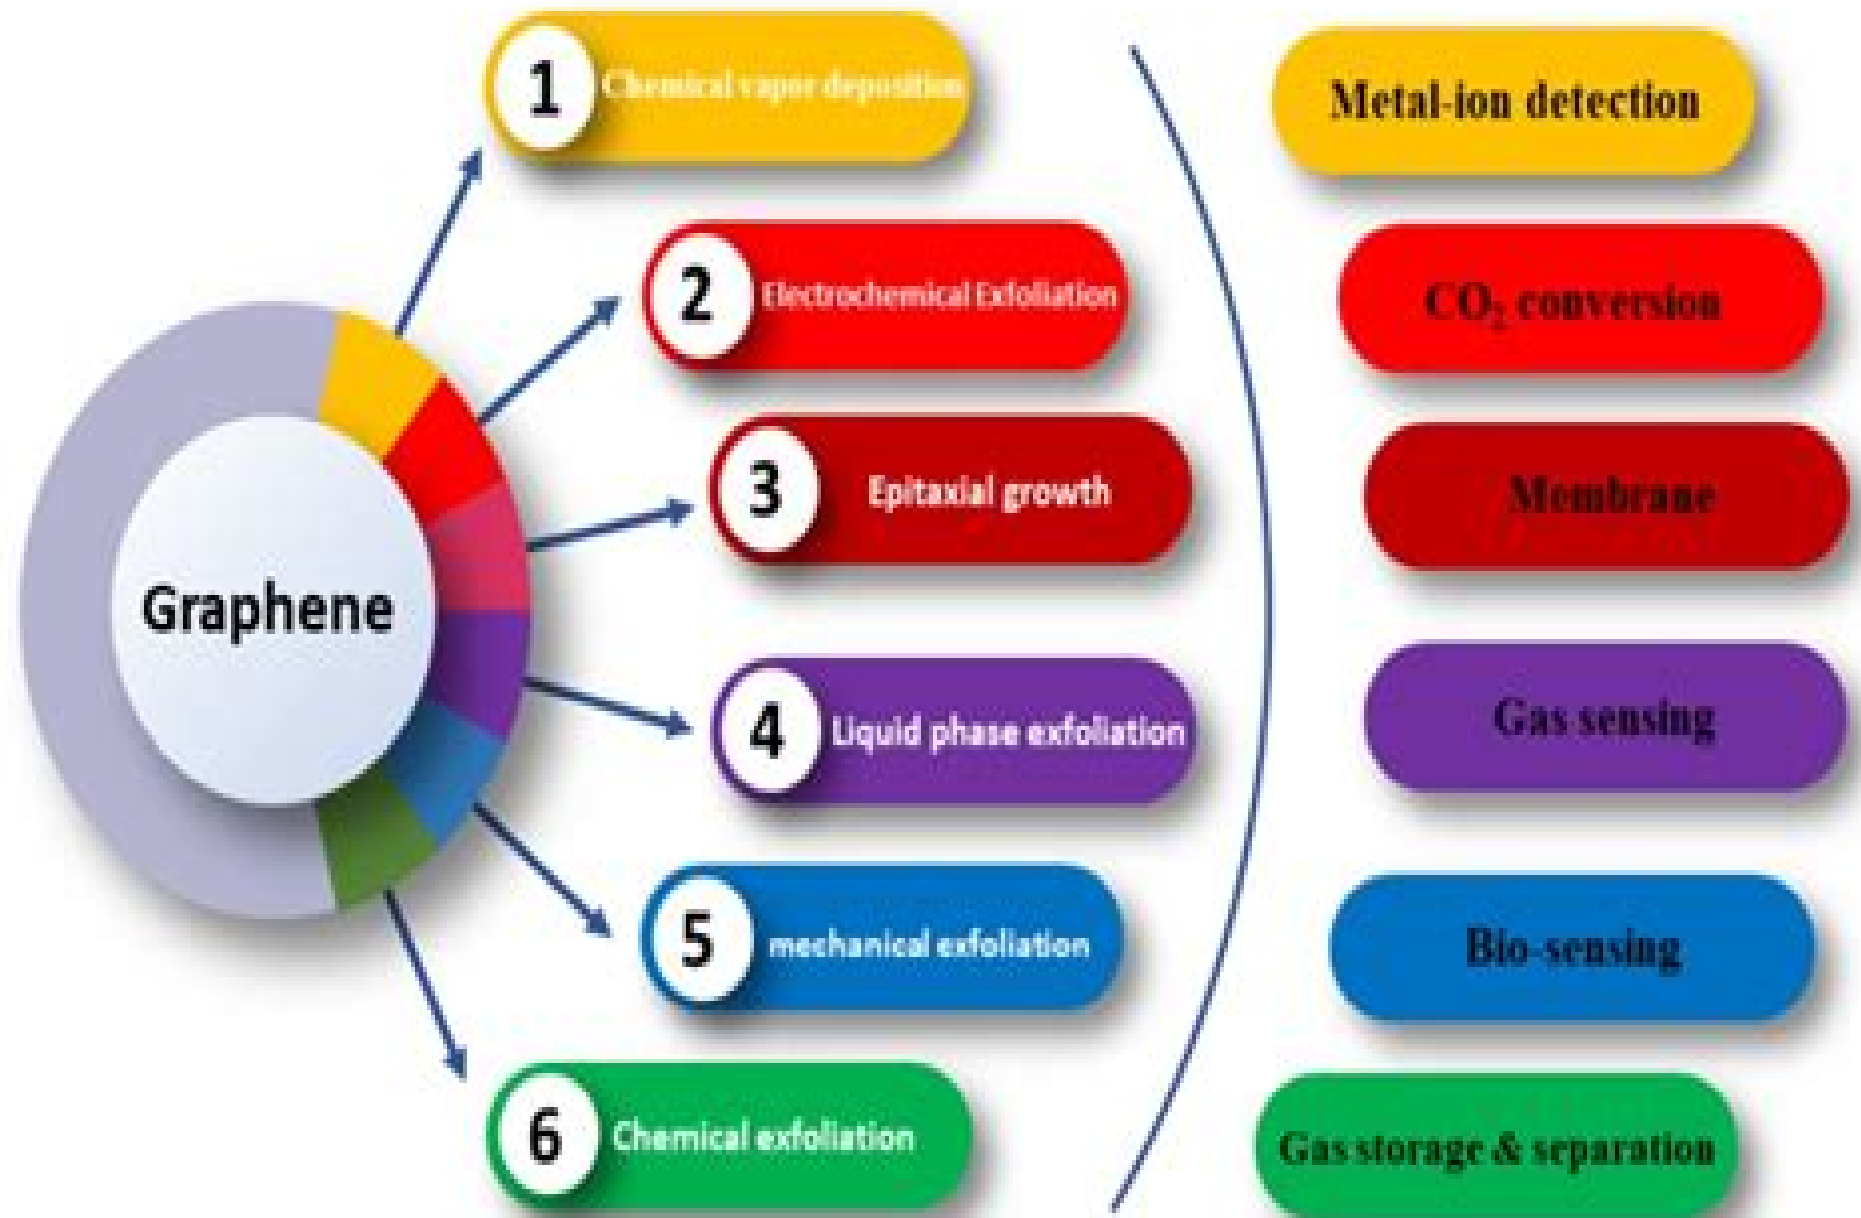 Graphene
1 Chemical vapor deposition
2 Electrochemical Exfoliation
3 Epitaxial growth
4 Liquid phase exfoliation
5 mechanical exfoliation
6 Chemical exfoliation
Metal-ion detection
CO₂ conversion
Membrane
Gas sensing
Bio-sensing
Gas storage & separation